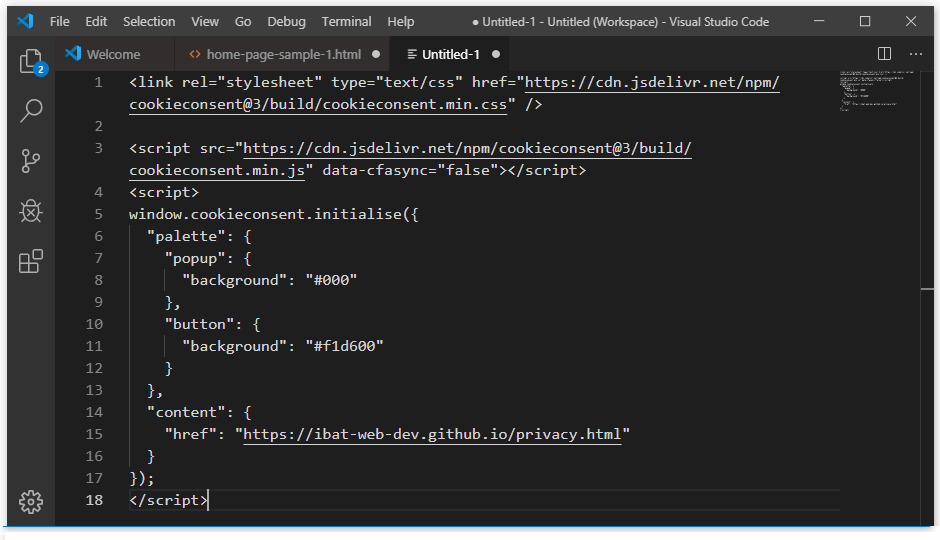 File Edit Selection View Go Debug Terminal Help ● Untitled-1 - Untitled (Workspace) - Visual Studio Code
Welcome <> home-page-sample-1.html ● Untitled-1 ●
2
1 <link rel="stylesheet" type="text/css" href="https://cdn.jsdelivr.net/npm/
cookieconsent@3/build/cookieconsent.min.css" />
2
3 <script src="https://cdn.jsdelivr.net/npm/cookieconsent@3/build/
cookieconsent.min.js" data-cfasync="false"></script>
4 <script>
5 window.cookieconsent.initialise({
6   "palette": {
7     "popup": {
8       "background": "#000"
9     },
10     "button": {
11       "background": "#f1d600"
12     }
13   },
14   "content": {
15     "href": "https://ibat-web-dev.github.io/privacy.html"
16   }
17 });
18 </script>